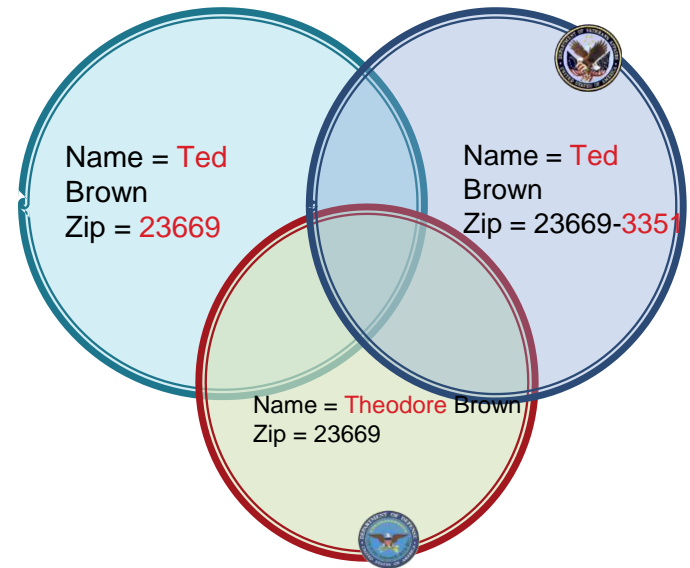 Name = Ted
Brown
Zip = 23669
Name = Ted
Brown
Zip = 23669-3351
Name = Theodore Brown
Zip = 23669